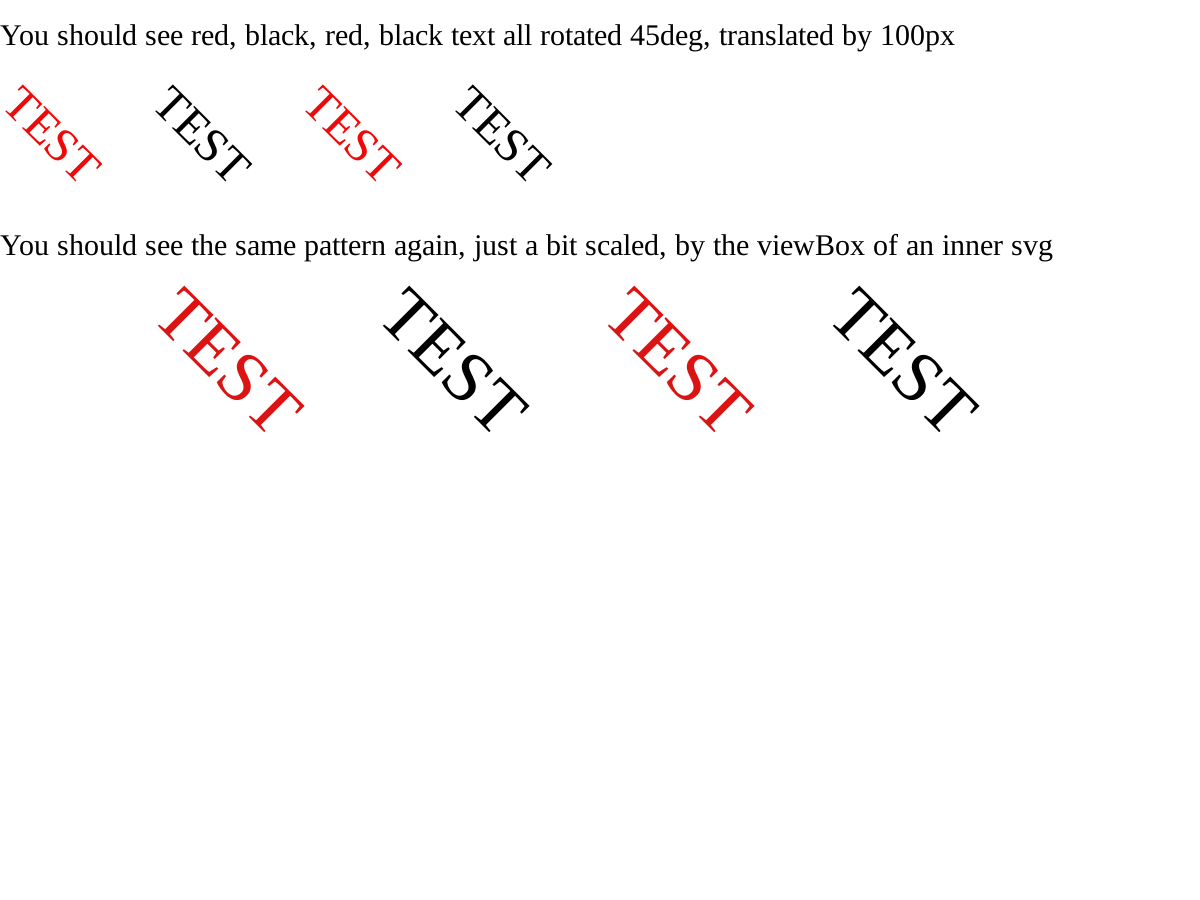 You should see red, black, red, black text all rotated 45deg, translated by 100px
TEST TEST TEST TEST
You should see the same pattern again, just a bit scaled, by the viewBox of an inner svg
TEST TEST TEST TEST